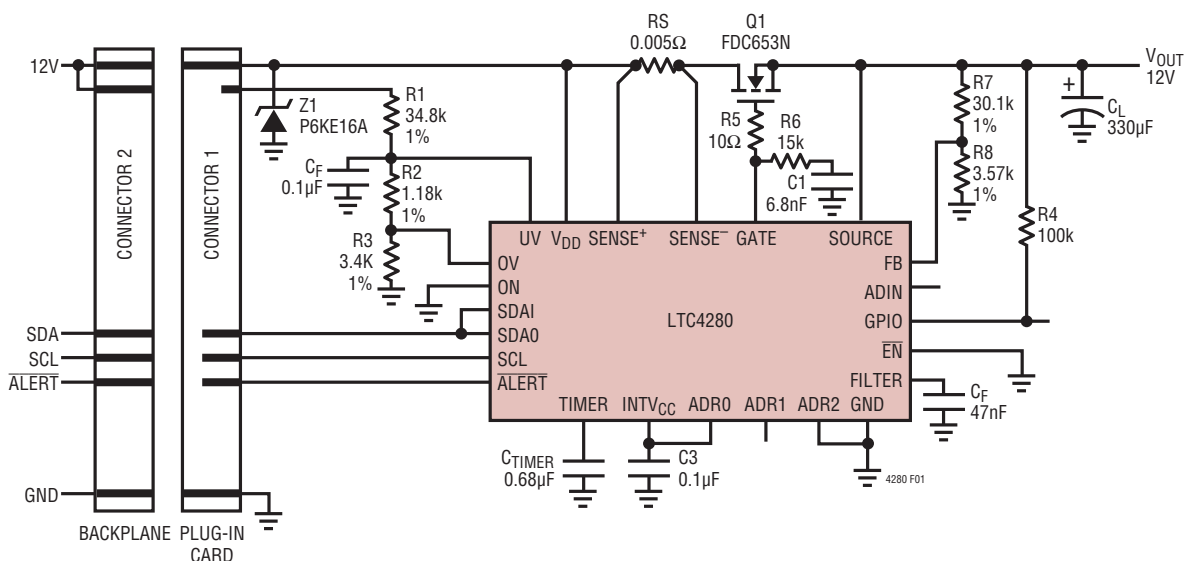 12V
CONNECTOR 2
CONNECTOR 1
Z1
P6KE16A
R1
34.8k
1%
CF
0.1µF
R2
1.18k
1%
R3
3.4K
1%
RS
0.005Ω
Q1
FDC653N
R5
10Ω
R6
15k
C1
6.8nF
VOUT
12V
R7
30.1k
1%
R8
3.57k
1%
+
CL
330µF
R4
100k
UV
VDD
SENSE+
SENSE–
GATE
SOURCE
OV
ON
SDAI
SDA0
SCL
ALERT
LTC4280
FB
ADIN
GPIO
EN
FILTER
TIMER
INTVCC
ADR0
ADR1
ADR2
GND
CF
47nF
CTIMER
0.68µF
C3
0.1µF
4280 F01
SDA
SCL
ALERT
GND
BACKPLANE
PLUG-IN
CARD